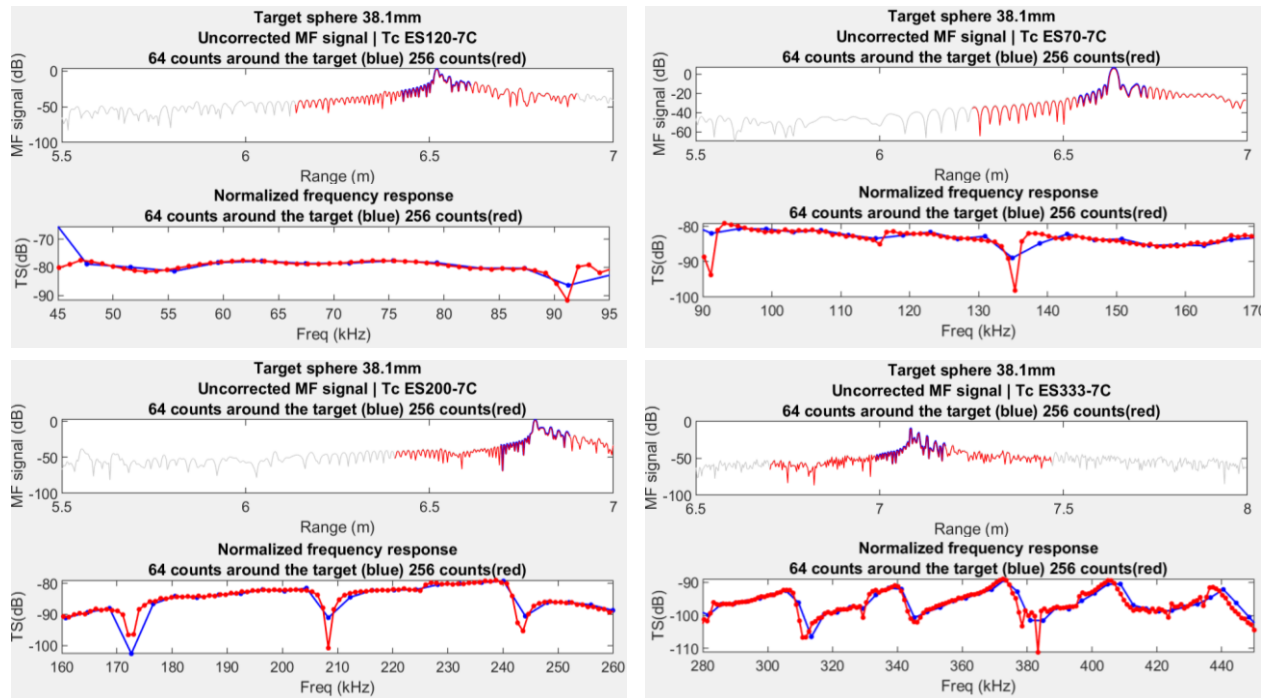 Target sphere 38.1mm
Uncorrected MF signal | Tc ES120-7C
64 counts around the target (blue) 256 counts(red)
MF signal (dB)
0
-50
-100
5.5 6 6.5 7
Range (m)
Normalized frequency response
64 counts around the target (blue) 256 counts(red)
TS(dB)
-70
-80
-90
45 50 55 60 65 70 75 80 85 90 95
Freq (kHz)
Target sphere 38.1mm
Uncorrected MF signal | Tc ES70-7C
64 counts around the target (blue) 256 counts(red)
MF signal (dB)
0
-20
-40
-60
5.5 6 6.5 7
Range (m)
Normalized frequency response
64 counts around the target (blue) 256 counts(red)
TS(dB)
-80
-90
-100
90 100 110 120 130 140 150 160 170
Freq (kHz)
Target sphere 38.1mm
Uncorrected MF signal | Tc ES200-7C
64 counts around the target (blue) 256 counts(red)
MF signal (dB)
0
-50
-100
5.5 6 6.5 7
Range (m)
Normalized frequency response
64 counts around the target (blue) 256 counts(red)
TS(dB)
-80
-90
-100
160 170 180 190 200 210 220 230 240 250 260
Freq (kHz)
Target sphere 38.1mm
Uncorrected MF signal | Tc ES333-7C
64 counts around the target (blue) 256 counts(red)
MF signal (dB)
0
-50
-100
6.5 7 7.5 8
Range (m)
Normalized frequency response
64 counts around the target (blue) 256 counts(red)
TS(dB)
-90
-100
-110
280 300 320 340 360 380 400 420 440
Freq (kHz)